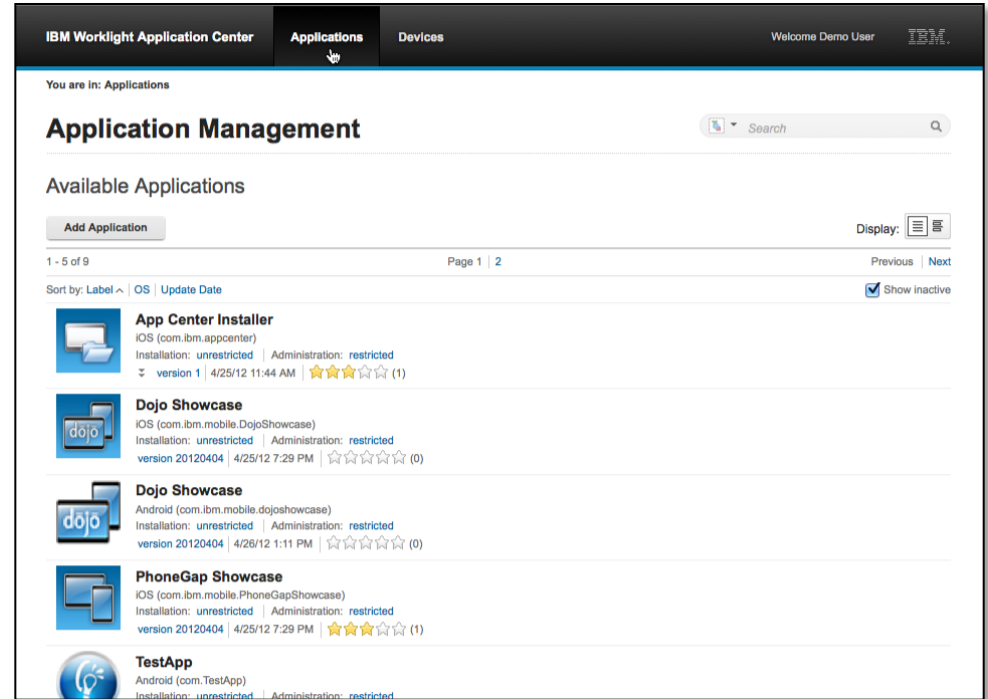 IBM Worklight Application Center Applications Devices Welcome Demo User IBM.
You are in: Applications
Application Management
Search
Available Applications
Add Application
Display:
1 - 5 of 9 Page 1 | 2 Previous | Next
Sort by: Label | OS | Update Date Show inactive
App Center Installer
iOS (com.ibm.appcenter)
Installation: unrestricted | Administration: restricted
version 1 | 4/25/12 11:44 AM | (1)
dojo
Dojo Showcase
iOS (com.ibm.mobile.DojoShowcase)
Installation: unrestricted | Administration: restricted
version 20120404 | 4/25/12 7:29 PM | (0)
dojo
Dojo Showcase
Android (com.ibm.mobile.dojoshowcase)
Installation: unrestricted | Administration: restricted
version 20120404 | 4/26/12 1:11 PM | (0)
PhoneGap Showcase
iOS (com.ibm.mobile.PhoneGapShowcase)
Installation: unrestricted | Administration: restricted
version 20120404 | 4/25/12 7:29 PM | (1)
TestApp
Android (com.TestApp)
Installation: unrestricted | Administration: restricted